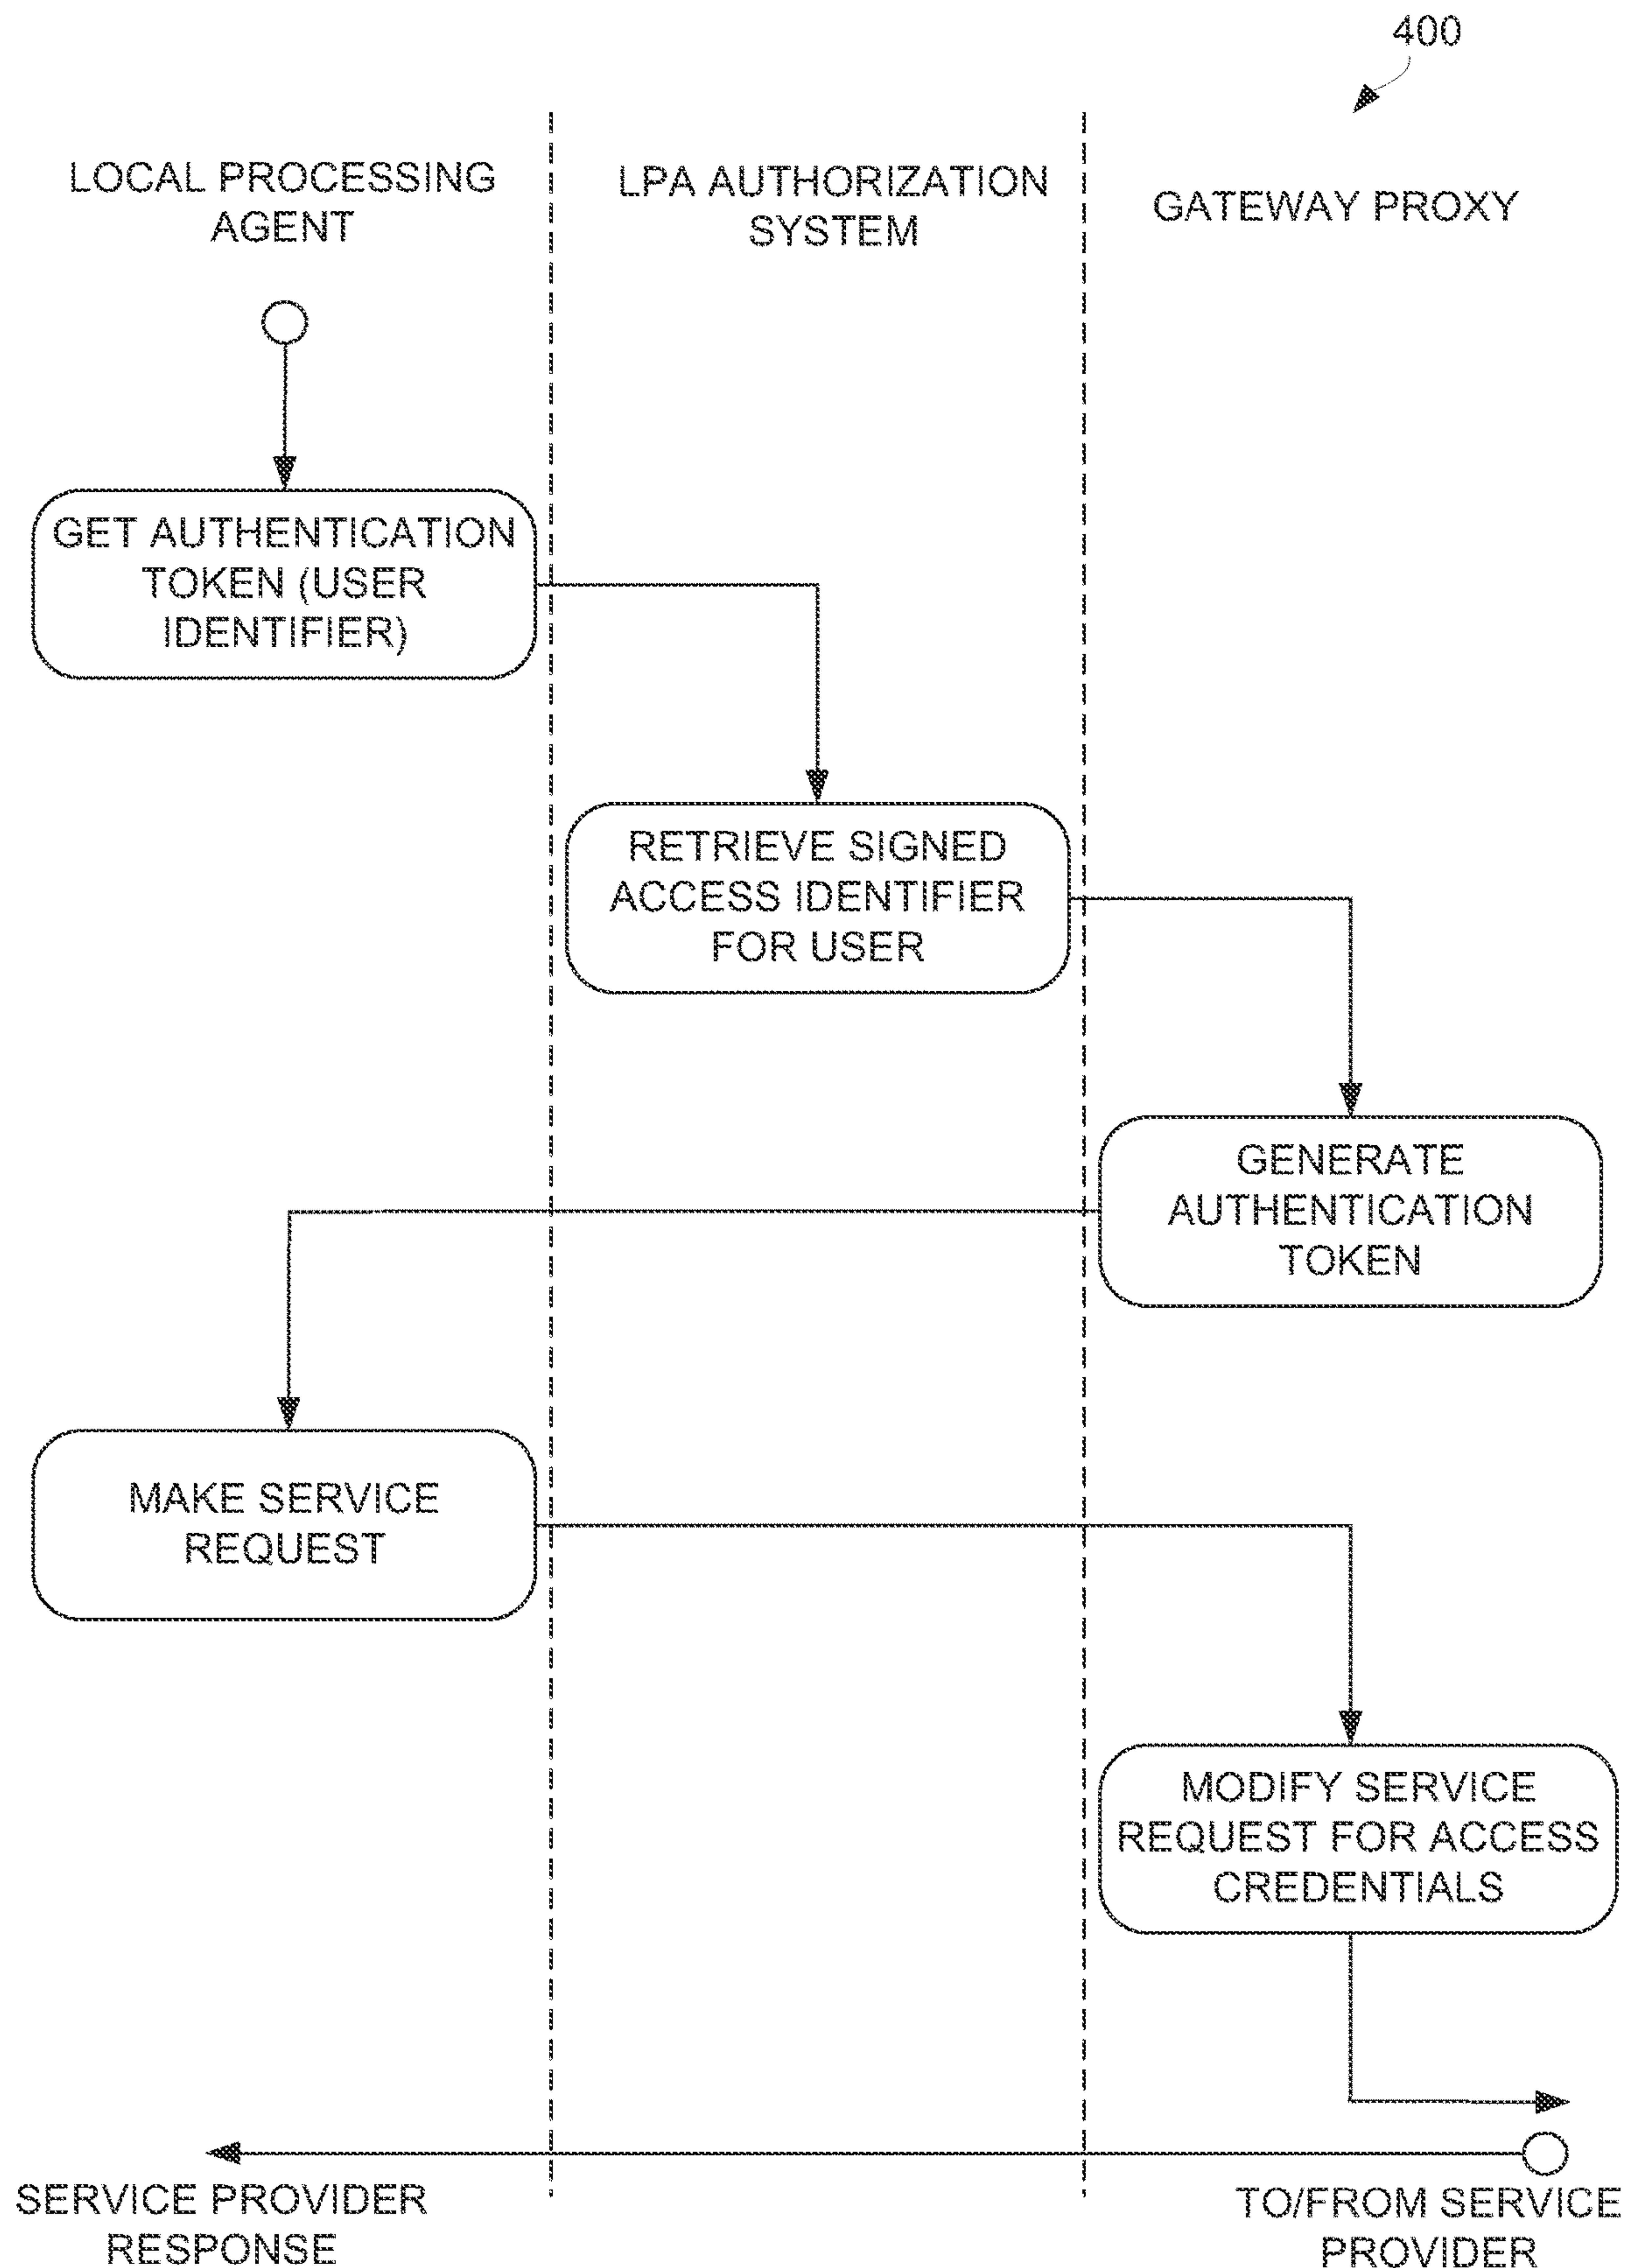 400
LOCAL PROCESSING
AGENT
LPA AUTHORIZATION
SYSTEM
GATEWAY PROXY
GET AUTHENTICATION
TOKEN (USER
IDENTIFIER)
RETRIEVE SIGNED
ACCESS IDENTIFIER
FOR USER
GENERATE
AUTHENTICATION
TOKEN
MAKE SERVICE
REQUEST
MODIFY SERVICE
REQUEST FOR ACCESS
CREDENTIALS
SERVICE PROVIDER
RESPONSE
TO/FROM SERVICE
PROVIDER